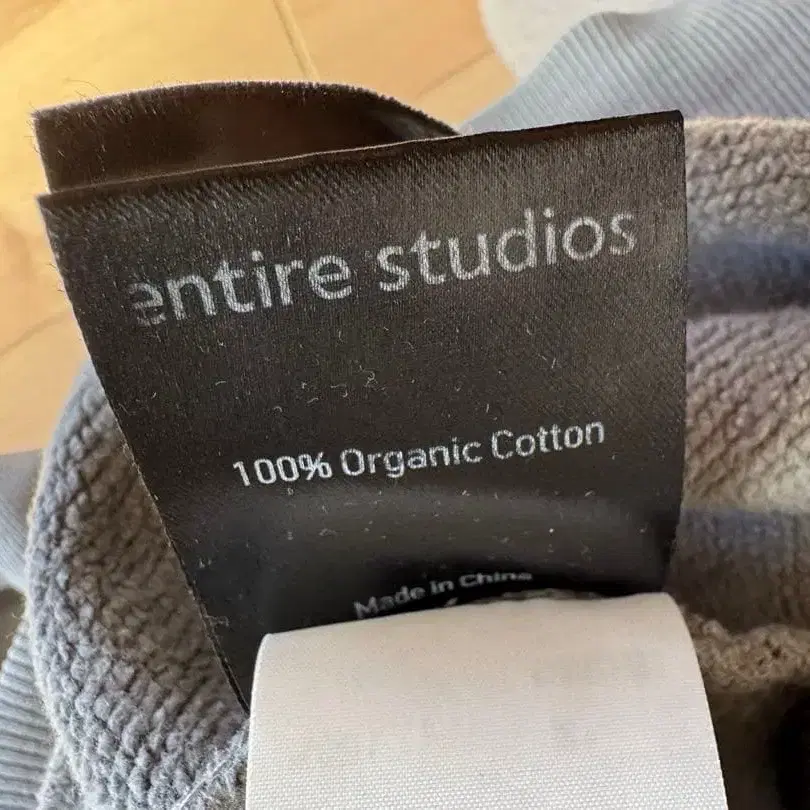 entire studios
100% Organic Cotton
Made in China